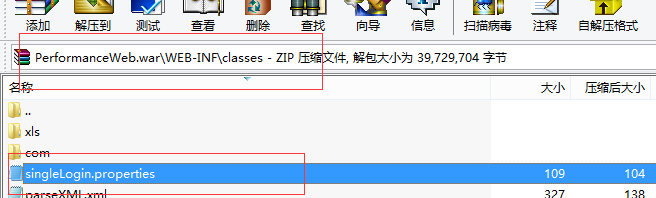 添加 解压到 测试 查看 删除 查找 向导 信息 扫描病毒 注释 自解压格式
PerformanceWeb.war\WEB-INF\classes - ZIP 压缩文件, 解包大小为 39,729,704 字节
名称 大小 压缩后大小
..
xls
com
singleLogin.properties 109 104
parseXML.xml 327 138